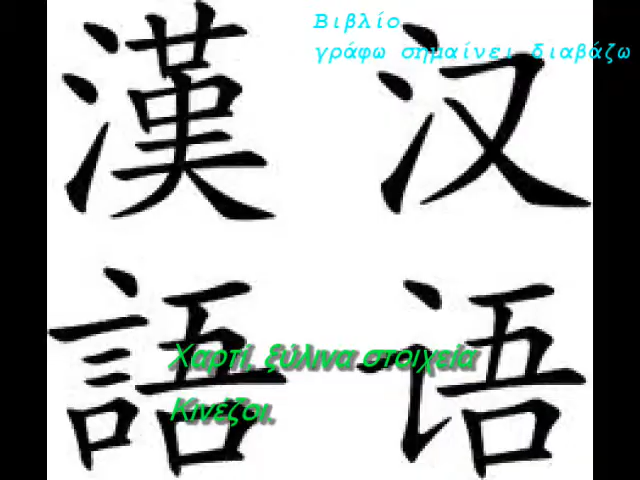 Βιβλίο
γράφω σημαίνει διαβάζω
漢 汉
語 语
Χαρτί, ξύλινα στοιχεία
Κινέζοι.